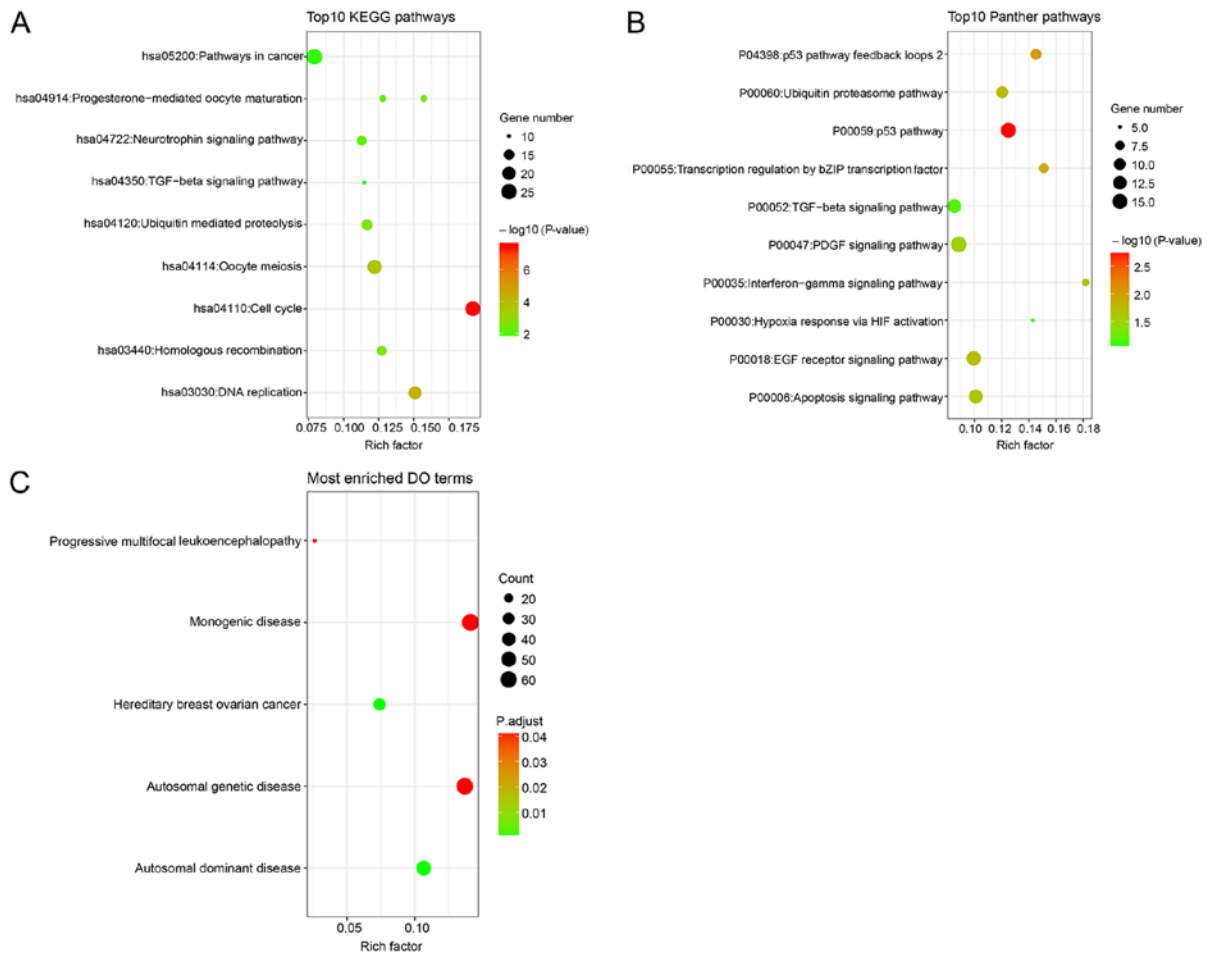 A
Top10 KEGG pathways
hsa05200:Pathways in cancer
hsa04914:Progesterone-mediated oocyte maturation
hsa04722:Neurotrophin signaling pathway
hsa04350:TGF-beta signaling pathway
hsa04120:Ubiquitin mediated proteolysis
hsa04114:Oocyte meiosis
hsa04110:Cell cycle
hsa03440:Homologous recombination
hsa03030:DNA replication
0.075 0.100 0.125 0.150 0.175
Rich factor
Gene number
10
15
20
25
– log10 (P-value)
6
4
2
B
Top10 Panther pathways
P04398:p53 pathway feedback loops 2
P00060:Ubiquitin proteasome pathway
P00059:p53 pathway
P00055:Transcription regulation by bZIP transcription factor
P00052:TGF-beta signaling pathway
P00047:PDGF signaling pathway
P00035:Interferon-gamma signaling pathway
P00030:Hypoxia response via HIF activation
P00018:EGF receptor signaling pathway
P00006:Apoptosis signaling pathway
0.10 0.12 0.14 0.16 0.18
Rich factor
Gene number
5.0
7.5
10.0
12.5
15.0
– log10 (P-value)
2.5
2.0
1.5
C
Most enriched DO terms
Progressive multifocal leukoencephalopathy
Monogenic disease
Hereditary breast ovarian cancer
Autosomal genetic disease
Autosomal dominant disease
0.05 0.10
Rich factor
Count
20
30
40
50
60
P.adjust
0.04
0.03
0.02
0.01